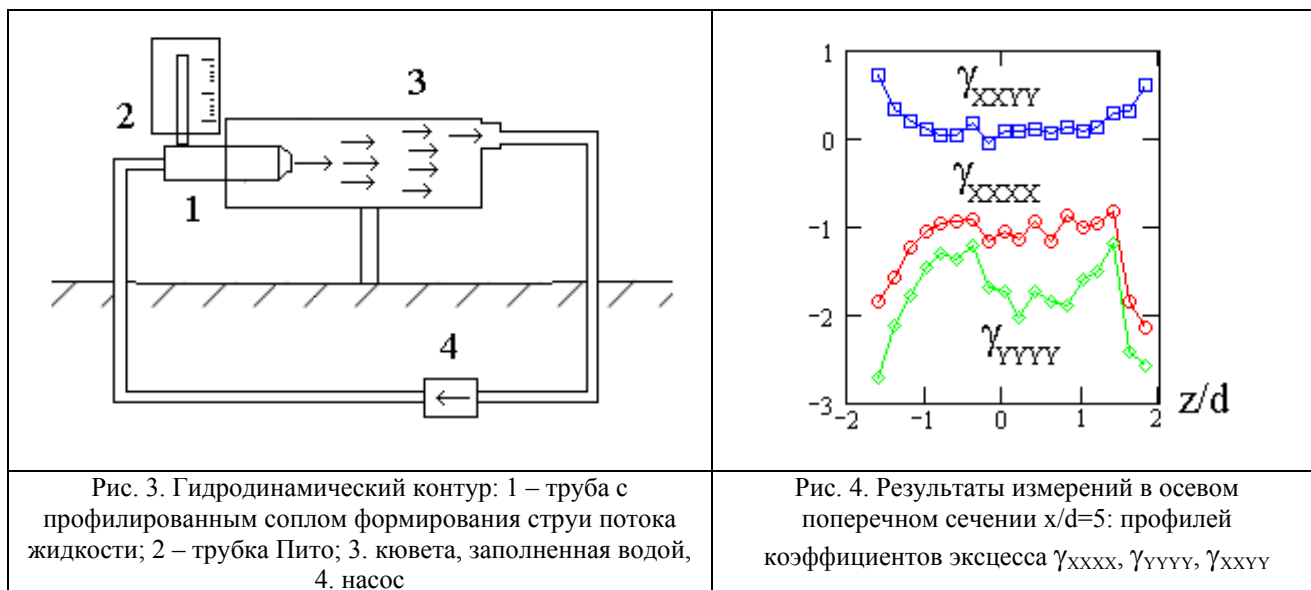 2
3
1
4
1
0
-1
-2
-3
γXXYY
γXXXX
γYYYY
-2
-1
0
1
2
z/d
Рис. 3. Гидродинамический контур: 1 – труба с
профилированным соплом формирования струи потока
жидкости; 2 – трубка Пито; 3. кювета, заполненная водой,
4. насос
Рис. 4. Результаты измерений в осевом
поперечном сечении x/d=5: профилей
коэффициентов эксцесса γXXXX, γYYYY, γXXYY